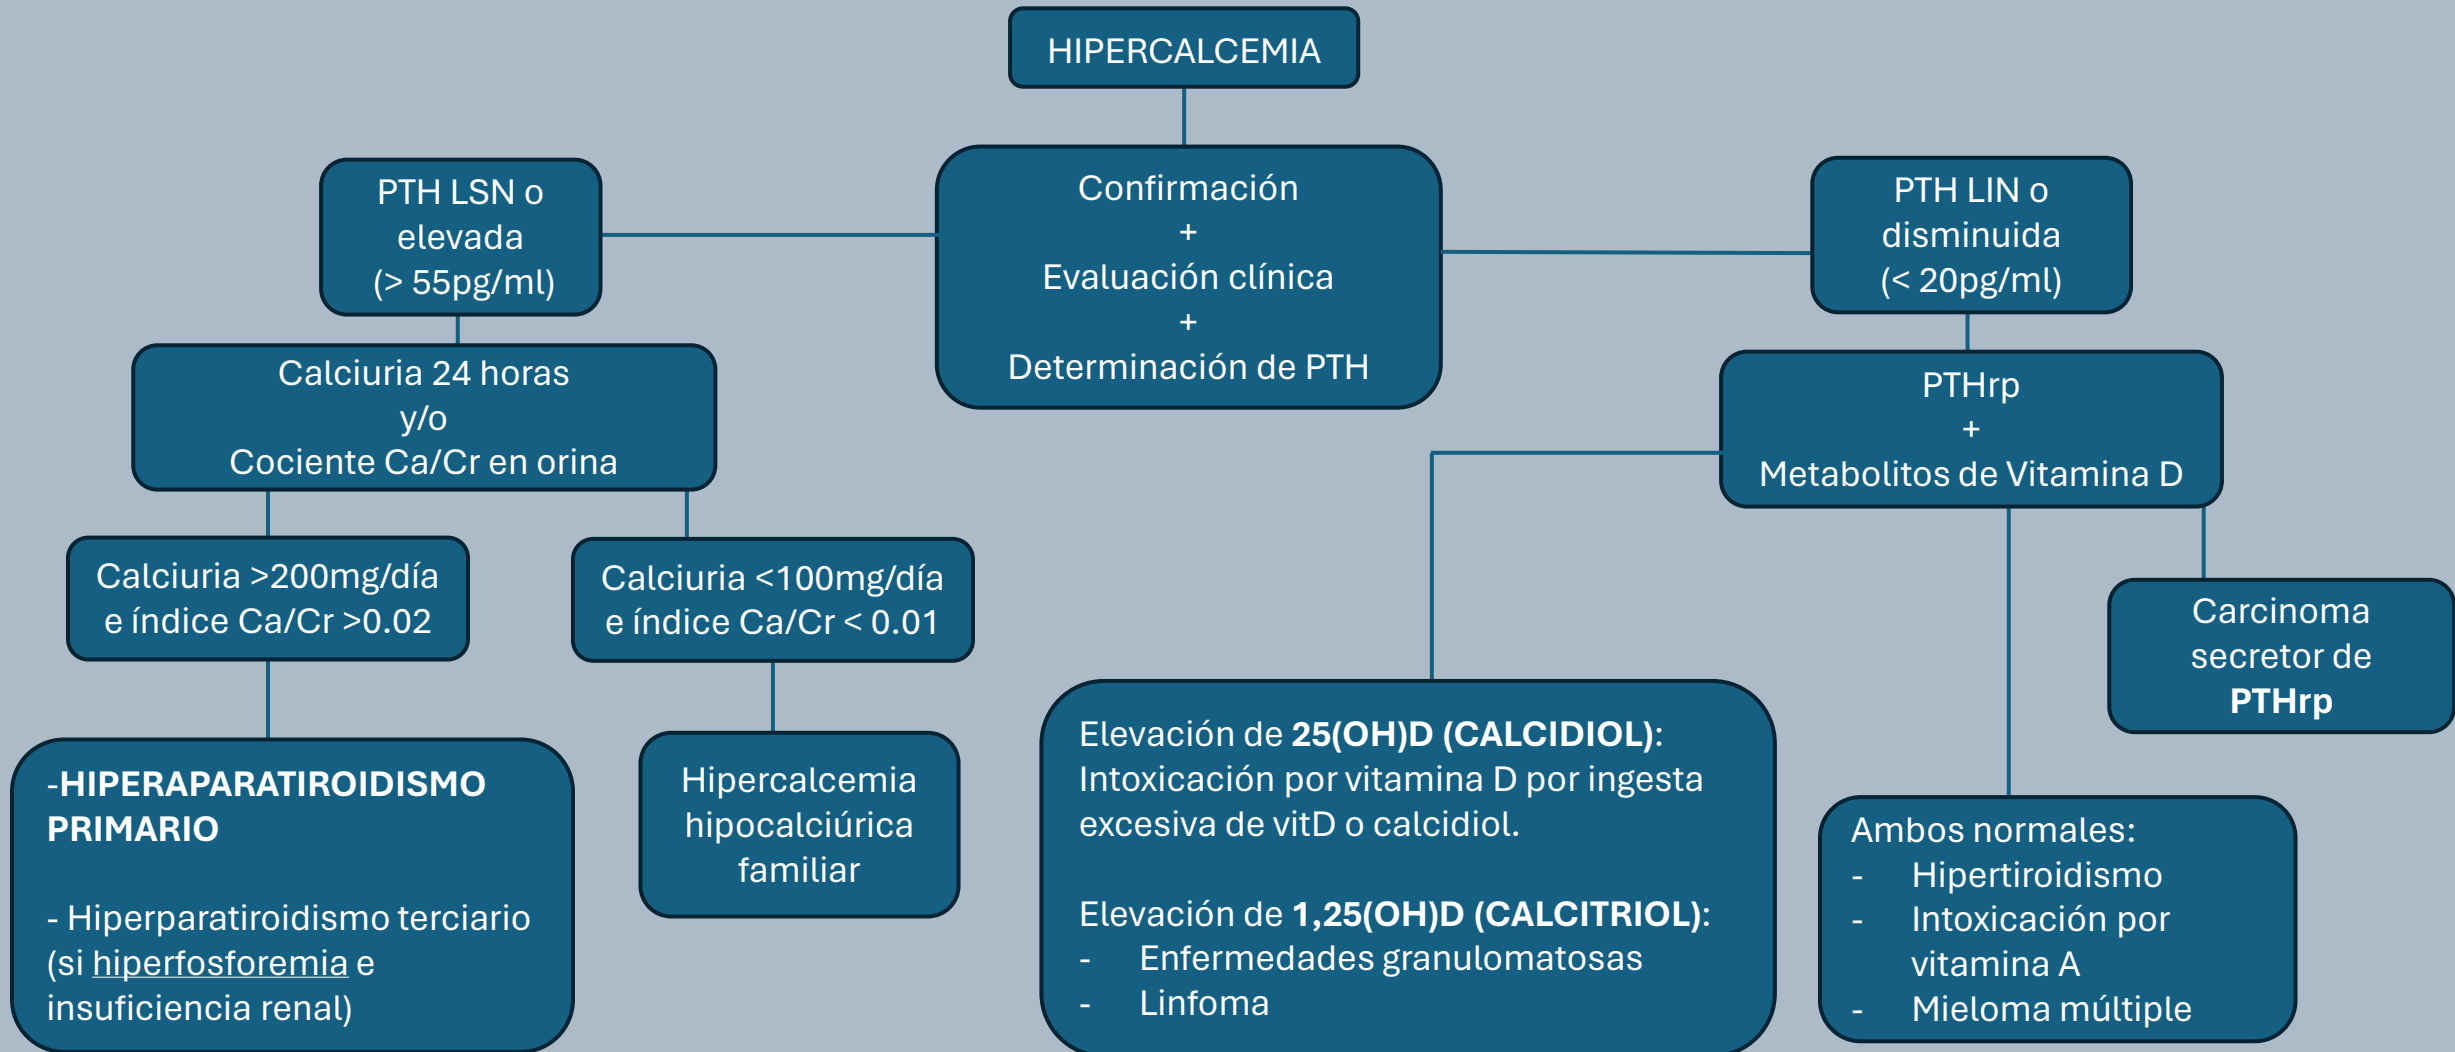 HIPERCALCEMIA
Confirmación
+
Evaluación clínica
+
Determinación de PTH
PTH LSN o
elevada
(> 55pg/ml)
Calciuria 24 horas
y/o
Cociente Ca/Cr en orina
Calciuria >200mg/día
e índice Ca/Cr >0.02
-HIPERAPARATIROIDISMO
PRIMARIO
- Hiperparatiroidismo terciario
(si hiperfosforemia e
insuficiencia renal)
Calciuria <100mg/día
e índice Ca/Cr < 0.01
Hipercalcemia
hipocalciúrica
familiar
PTH LIN o
disminuida
(< 20pg/ml)
PTHrp
+
Metabolitos de Vitamina D
Elevación de 25(OH)D (CALCIDIOL):
Intoxicación por vitamina D por ingesta
excesiva de vitD o calcidiol.
Elevación de 1,25(OH)D (CALCITRIOL):
- Enfermedades granulomatosas
- Linfoma
Ambos normales:
- Hipertiroidismo
- Intoxicación por
vitamina A
- Mieloma múltiple
Carcinoma
secretor de
PTHrp